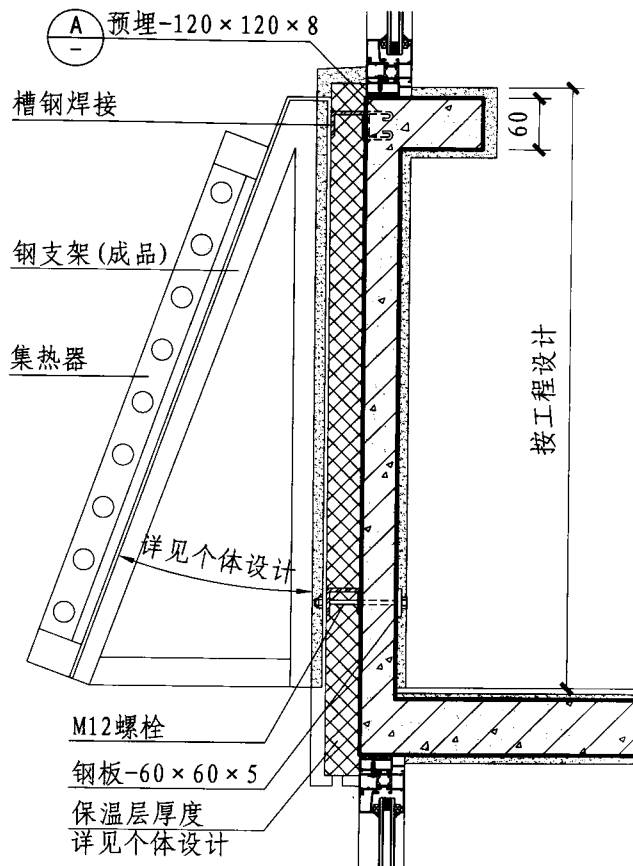 A
-
预埋-120×120×8
槽钢焊接
60
钢支架(成品)
集热器
按工程设计
详见个体设计
M12螺栓
钢板-60×60×5
保温层厚度
详见个体设计